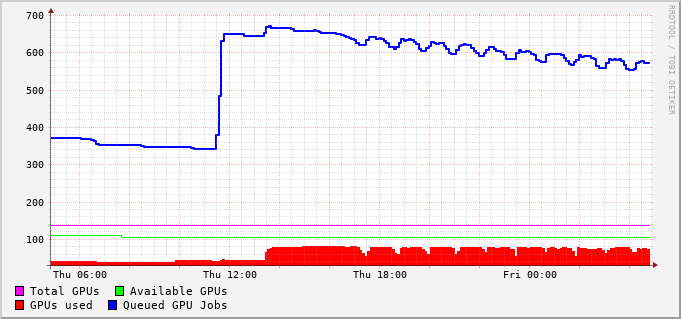 700
600
500
400
300
200
100
Thu 06:00 Thu 12:00 Thu 18:00 Fri 00:00
Total GPUs Available GPUs
GPUs used Queued GPU Jobs
RRDTOOL / TOBI OETIKER